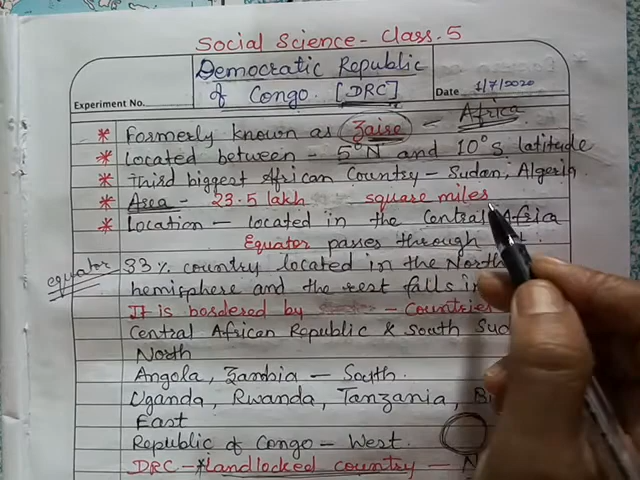 Social Science - Class. 5
Experiment No.
Democratic Republic
of Congo [DRC]
Date 1/7/2020
* Formerly known as Zaire - Africa
* Located between - 5°N and 10°S latitude
* Third biggest African Country - Sudan, Algeria
* Area - 23.5 lakh square miles
* Location - located in the Central Africa
Equator passes through
equator
33% country located in the North
hemisphere and the rest falls in
It is bordered by - Countries
Central African Republic & South Sud
North
Angola, Zambia - South.
Uganda, Rwanda, Tanzania, B
East
Republic of Congo - West.
DRC - *landlocked country - N